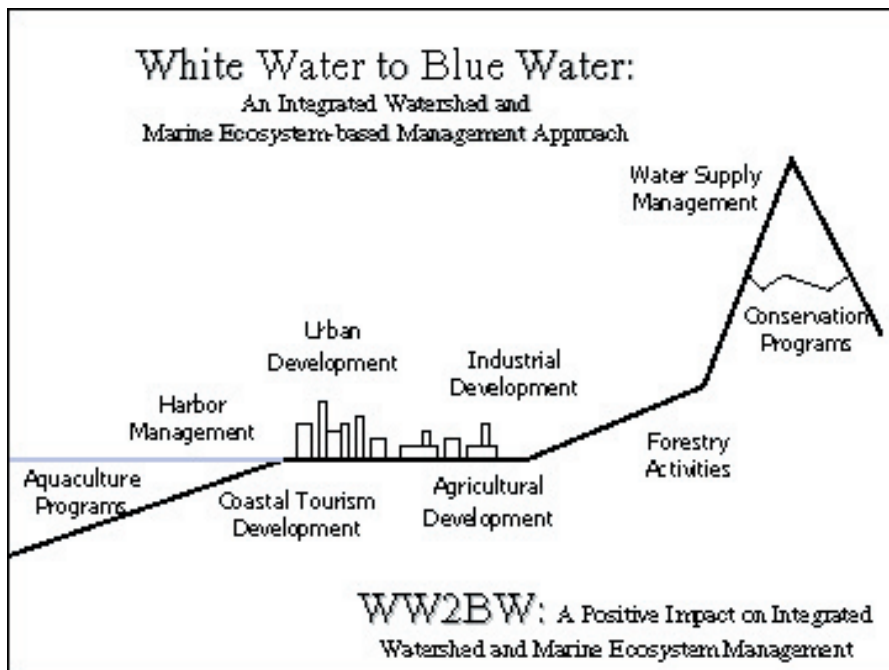 White Water to Blue Water:
An Integrated Watershed and
Marine Ecosystem-based Management Approach
Water Supply
Management
Conservation
Programs
Urban
Development
Industrial
Development
Harbor
Management
Forestry
Activities
Aquaculture
Programs
Coastal Tourism
Development
Agricultural
Development
WW2BW: A Positive Impact on Integrated
Watershed and Marine Ecosystem Management